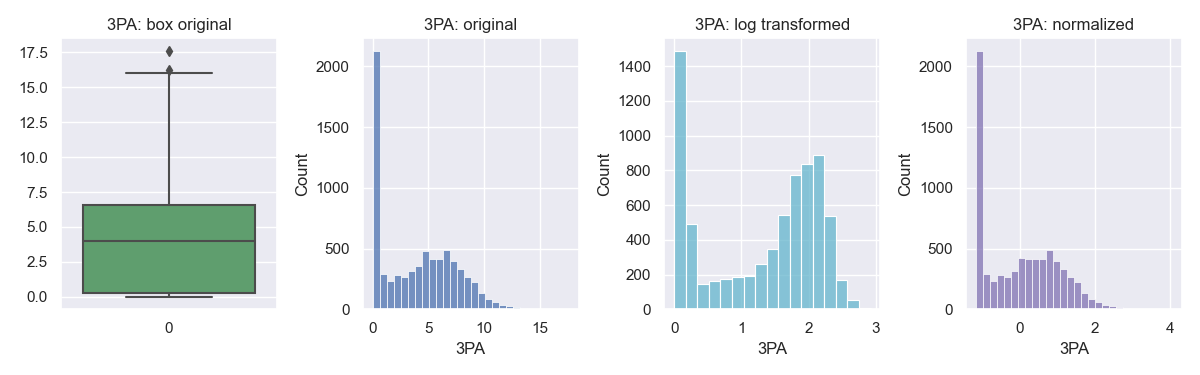 3PA: box original
17.5
15.0
12.5
10.0
7.5
5.0
2.5
0.0
0
3PA: original
Count
2000
1500
1000
500
0
0 5 10 15
3PA
3PA: log transformed
Count
1400
1200
1000
800
600
400
200
0
0 1 2 3
3PA
3PA: normalized
Count
2000
1500
1000
500
0
0 2 4
3PA